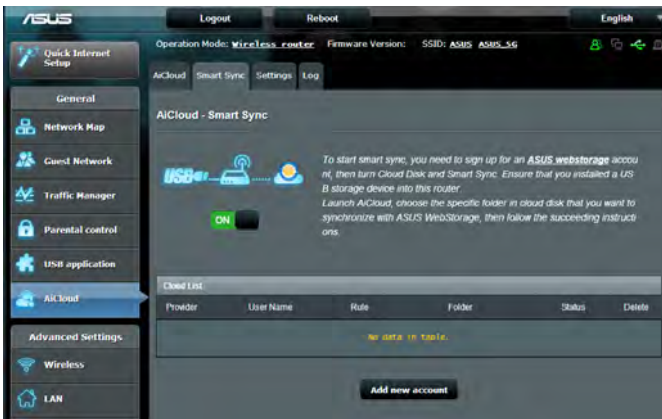 ASUS Logout Reboot English
Quick Internet Setup
Operation Mode: Wireless router Firmware Version: SSID: ASUS ASUS_5G
AiCloud Smart Sync Settings Log
General
Network Map
Guest Network
Traffic Manager
Parental control
USB application
AiCloud
Advanced Settings
Wireless
LAN
AiCloud - Smart Sync
USB
ON
To start smart sync, you need to sign up for an ASUS webstorage accou
nt, then turn Cloud Disk and Smart Sync. Ensure that you installed a US
B storage device into this router.
Launch AiCloud, choose the specific folder in cloud disk that you want to
synchronize with ASUS WebStorage, then follow the succeeding instructi
ons.
Cloud List
Provider User Name Rule Folder Status Delete
No data in table.
Add new account